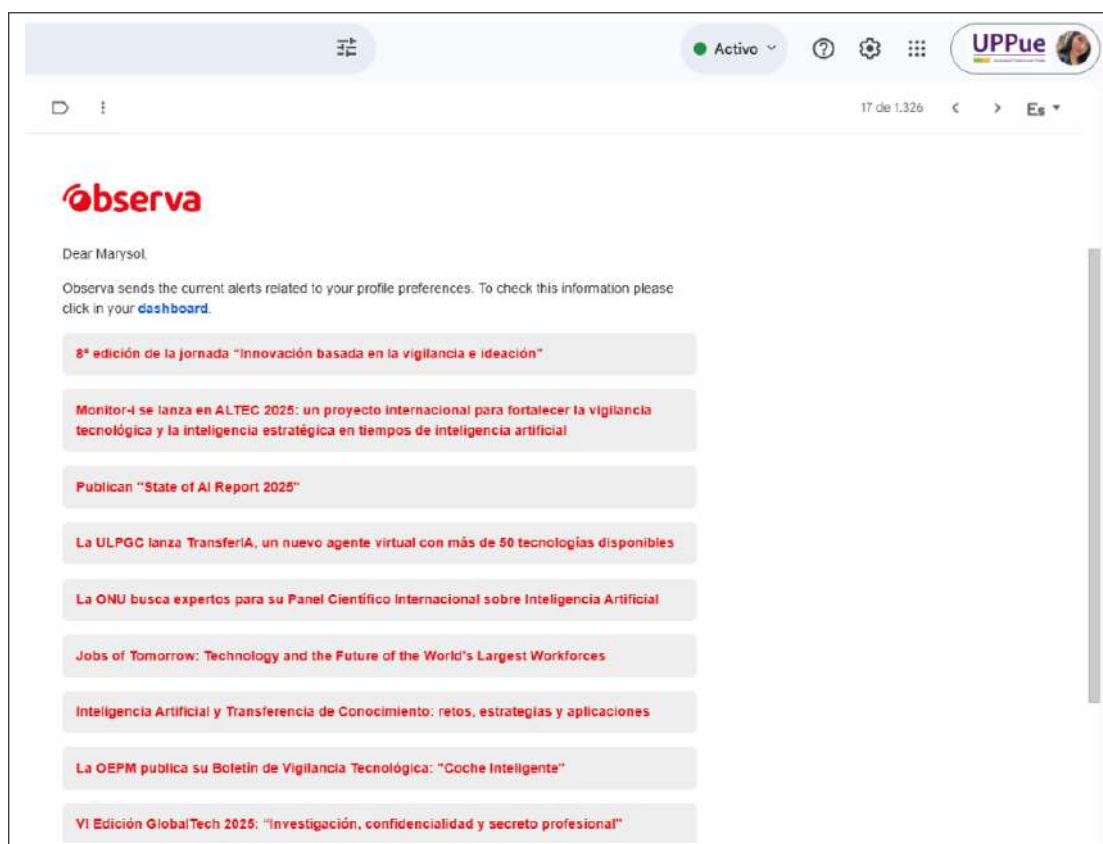 Activo
UPPue
17 de 1.326
Es
observa
Dear Marysol,
Observa sends the current alerts related to your profile preferences. To check this information please
click in your dashboard.
8ª edición de la jornada "Innovación basada en la vigilancia e ideación"
Monitor-i se lanza en ALTEC 2025: un proyecto internacional para fortalecer la vigilancia
tecnológica y la inteligencia estratégica en tiempos de inteligencia artificial
Publican "State of AI Report 2025"
La ULPGC lanza TransferIA, un nuevo agente virtual con más de 50 tecnologías disponibles
La ONU busca expertos para su Panel Científico Internacional sobre Inteligencia Artificial
Jobs of Tomorrow: Technology and the Future of the World's Largest Workforces
Inteligencia Artificial y Transferencia de Conocimiento: retos, estrategias y aplicaciones
La OEPM publica su Boletín de Vigilancia Tecnológica: "Coche Inteligente"
VI Edición GlobalTech 2025: "Investigación, confidencialidad y secreto profesional"